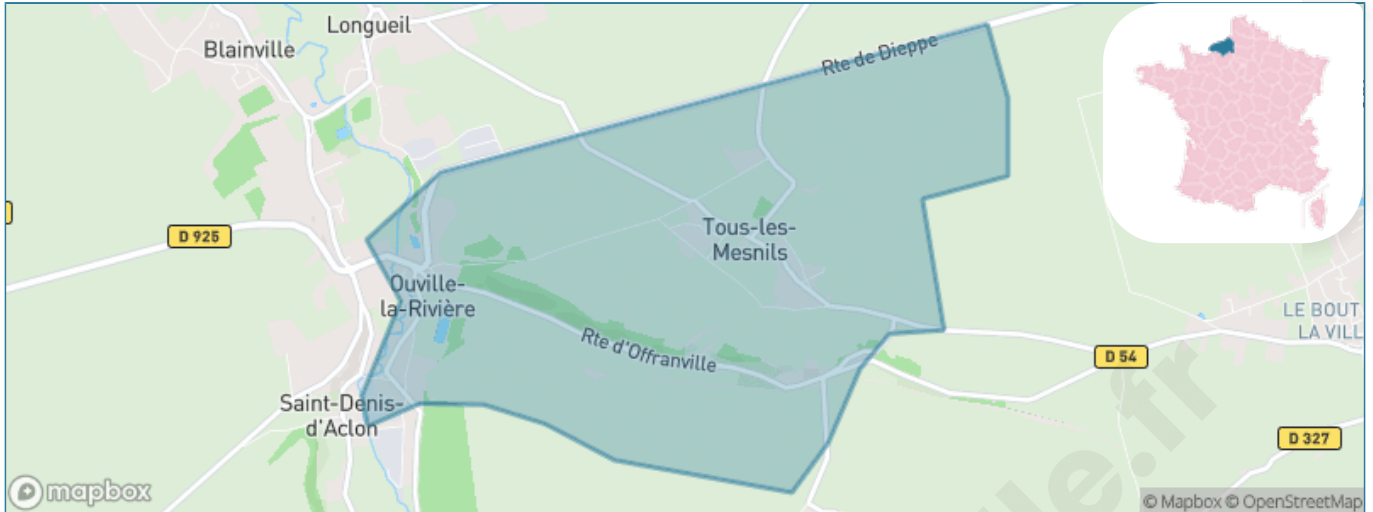 Longueil
Blainville
Rte de Dieppe
Tous-les-
Mesnils
D 925
Ouville-
la-Rivière
LE BOUT
LA VILL
Rte d'Offranville
D 54
Saint-Denis-
d'Aclon
D 327
mapbox
© Mapbox © OpenStreetMap